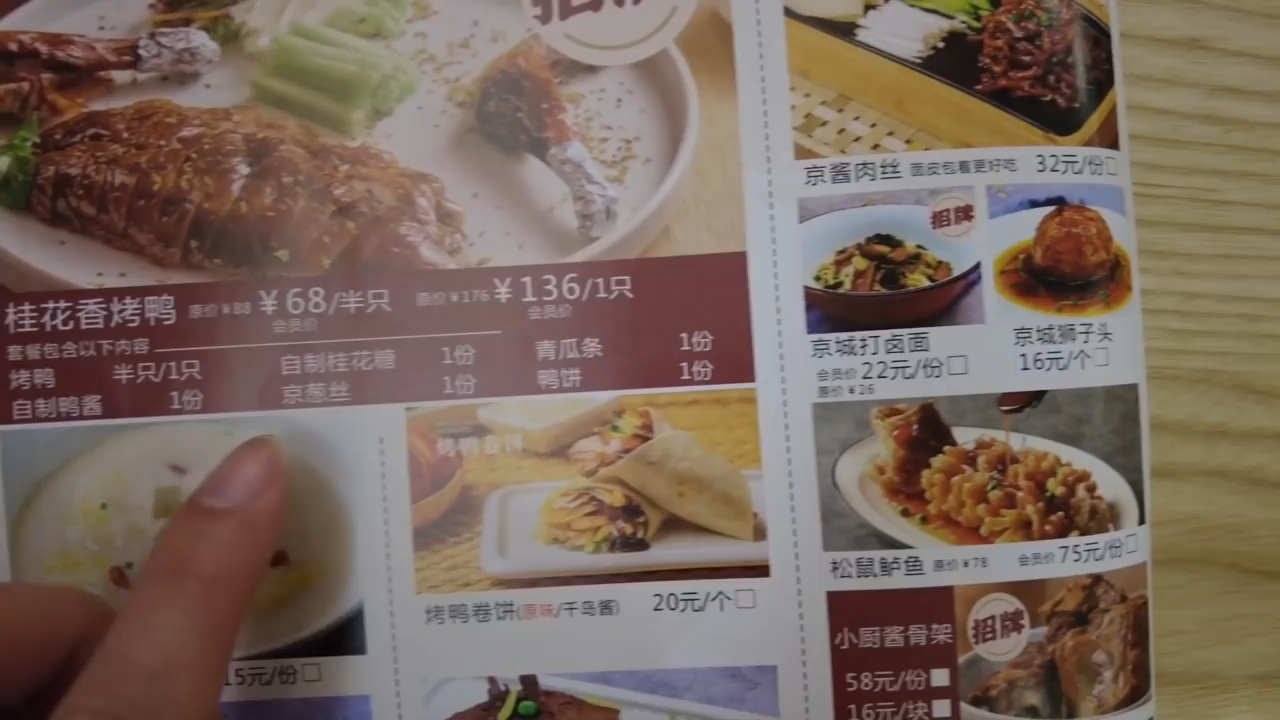 招牌
桂花香烤鸭 原价¥88 ¥68/半只 原价¥176 ¥136/1只
会员价 会员价
套餐包含以下内容
烤鸭 半只/1只 自制桂花糖 1份 青瓜条 1份
自制鸭酱 1份 京葱丝 1份 鸭饼 1份
15元/份
烤鸭卷饼
烤鸭卷饼(原味/千岛酱) 20元/个
京酱肉丝 面皮包着更好吃 32元/份
招牌
京城打卤面
会员价22元/份
原价¥26
京城狮子头
16元/个
松鼠鲈鱼 原价¥78 会员价75元/份
小厨酱骨架
58元/份
16元/块
招牌